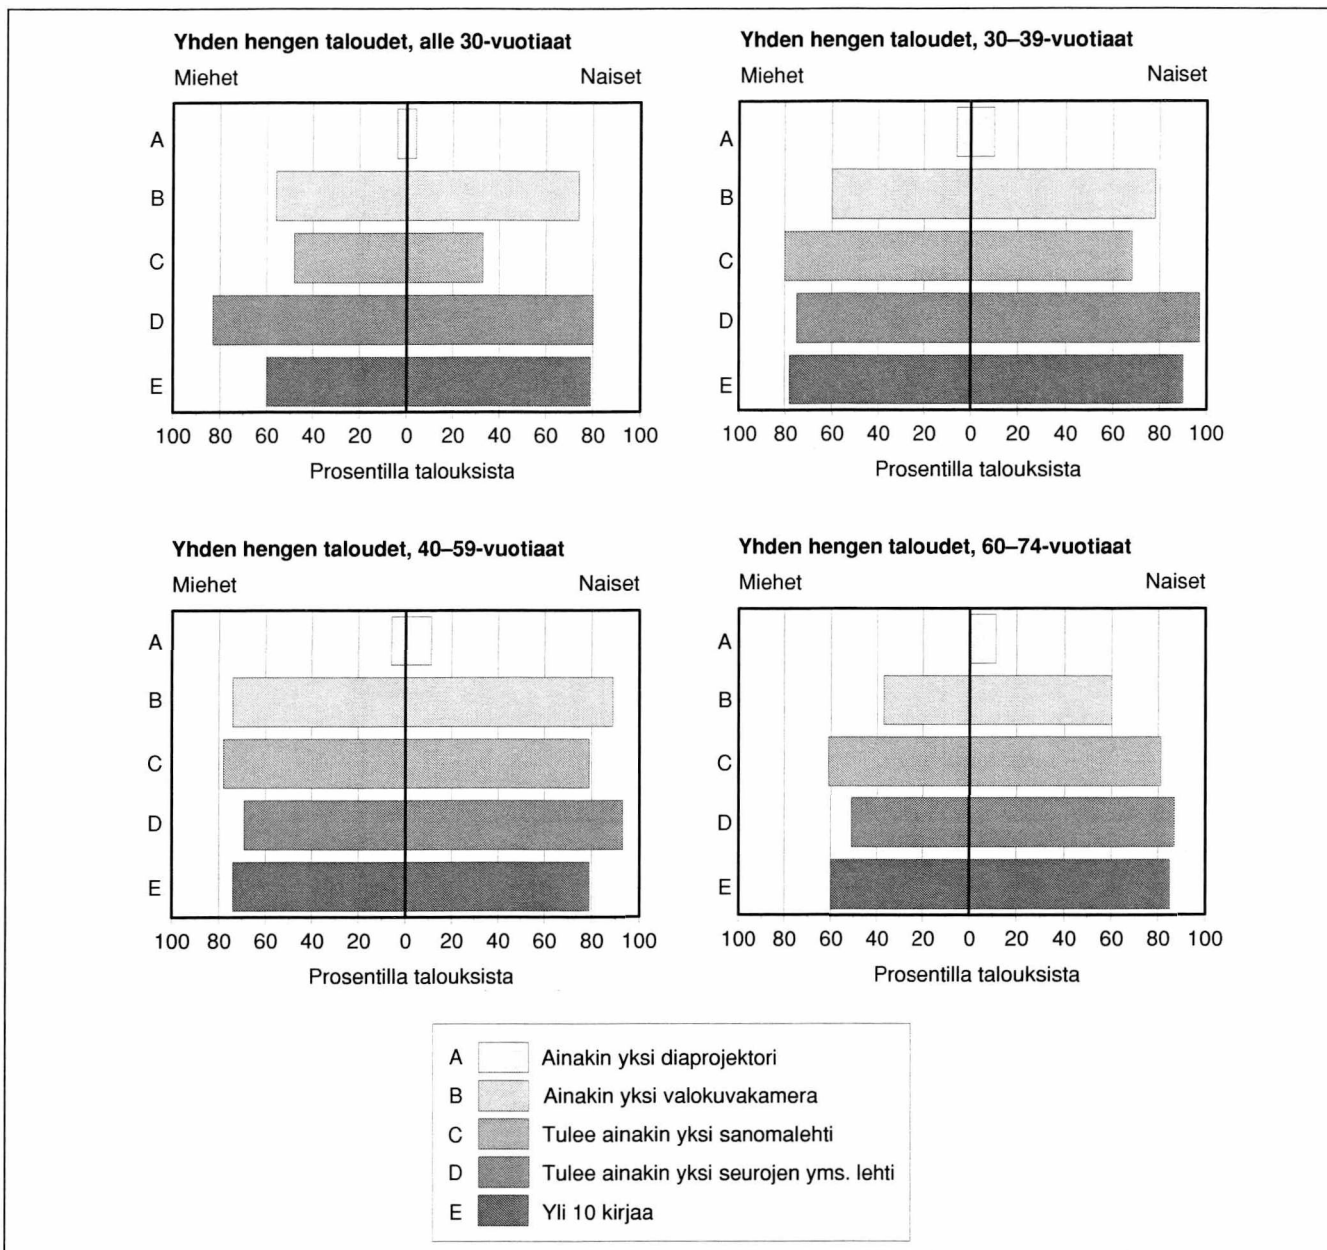 Yhden hengen taloudet, alle 30-vuotiaat
Miehet Naiset
A
B
C
D
E
100 80 60 40 20 0 20 40 60 80 100
Prosentilla talouksista
Yhden hengen taloudet, 30–39-vuotiaat
Miehet Naiset
A
B
C
D
E
100 80 60 40 20 0 20 40 60 80 100
Prosentilla talouksista
Yhden hengen taloudet, 40–59-vuotiaat
Miehet Naiset
A
B
C
D
E
100 80 60 40 20 0 20 40 60 80 100
Prosentilla talouksista
Yhden hengen taloudet, 60–74-vuotiaat
Miehet Naiset
A
B
C
D
E
100 80 60 40 20 0 20 40 60 80 100
Prosentilla talouksista
A Ainakin yksi diaprojektori
B Ainakin yksi valokuvakamera
C Tulee ainakin yksi sanomalehti
D Tulee ainakin yksi seurojen yms. lehti
E Yli 10 kirjaa